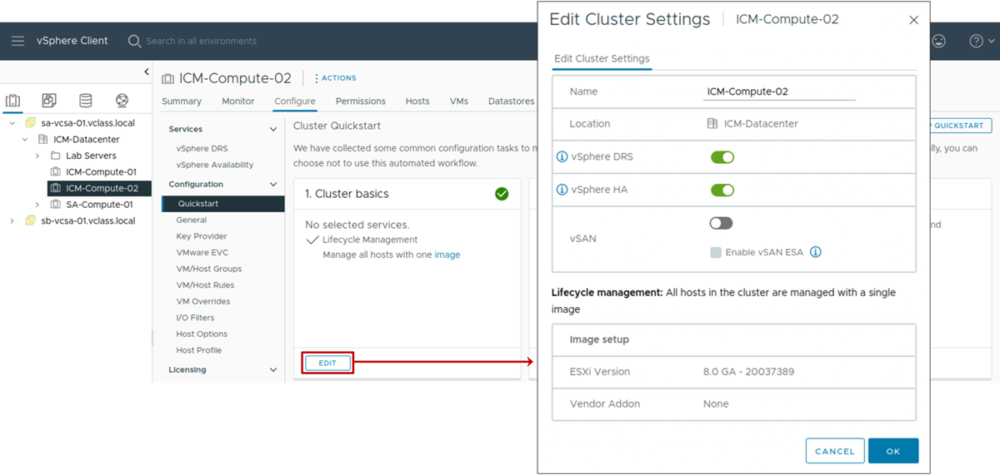 vSphere Client
Search in all environments
ICM-Compute-02
ACTIONS
Summary Monitor Configure Permissions Hosts VMs Datastores
sa-vcsa-01.vclass.local
ICM-Datacenter
Lab Servers
ICM-Compute-01
ICM-Compute-02
SA-Compute-01
sb-vcsa-01.vclass.local
Services
vSphere DRS
vSphere Availability
Configuration
Quickstart
General
Key Provider
VMware EVC
VM/Host Groups
VM/Host Rules
VM Overrides
I/O Filters
Host Options
Host Profile
Licensing
Cluster Quickstart
We have collected some common configuration tasks to m
choose not to use this automated workflow.
1. Cluster basics
No selected services.
Lifecycle Management
Manage all hosts with one image
EDIT
QUICKSTART
lly, you can
nd
Edit Cluster Settings ICM-Compute-02
Edit Cluster Settings
Name ICM-Compute-02
Location ICM-Datacenter
vSphere DRS
vSphere HA
vSAN
Enable vSAN ESA
Lifecycle management: All hosts in the cluster are managed with a single
image
Image setup
ESXi Version 8.0 GA - 20037389
Vendor Addon None
CANCEL OK